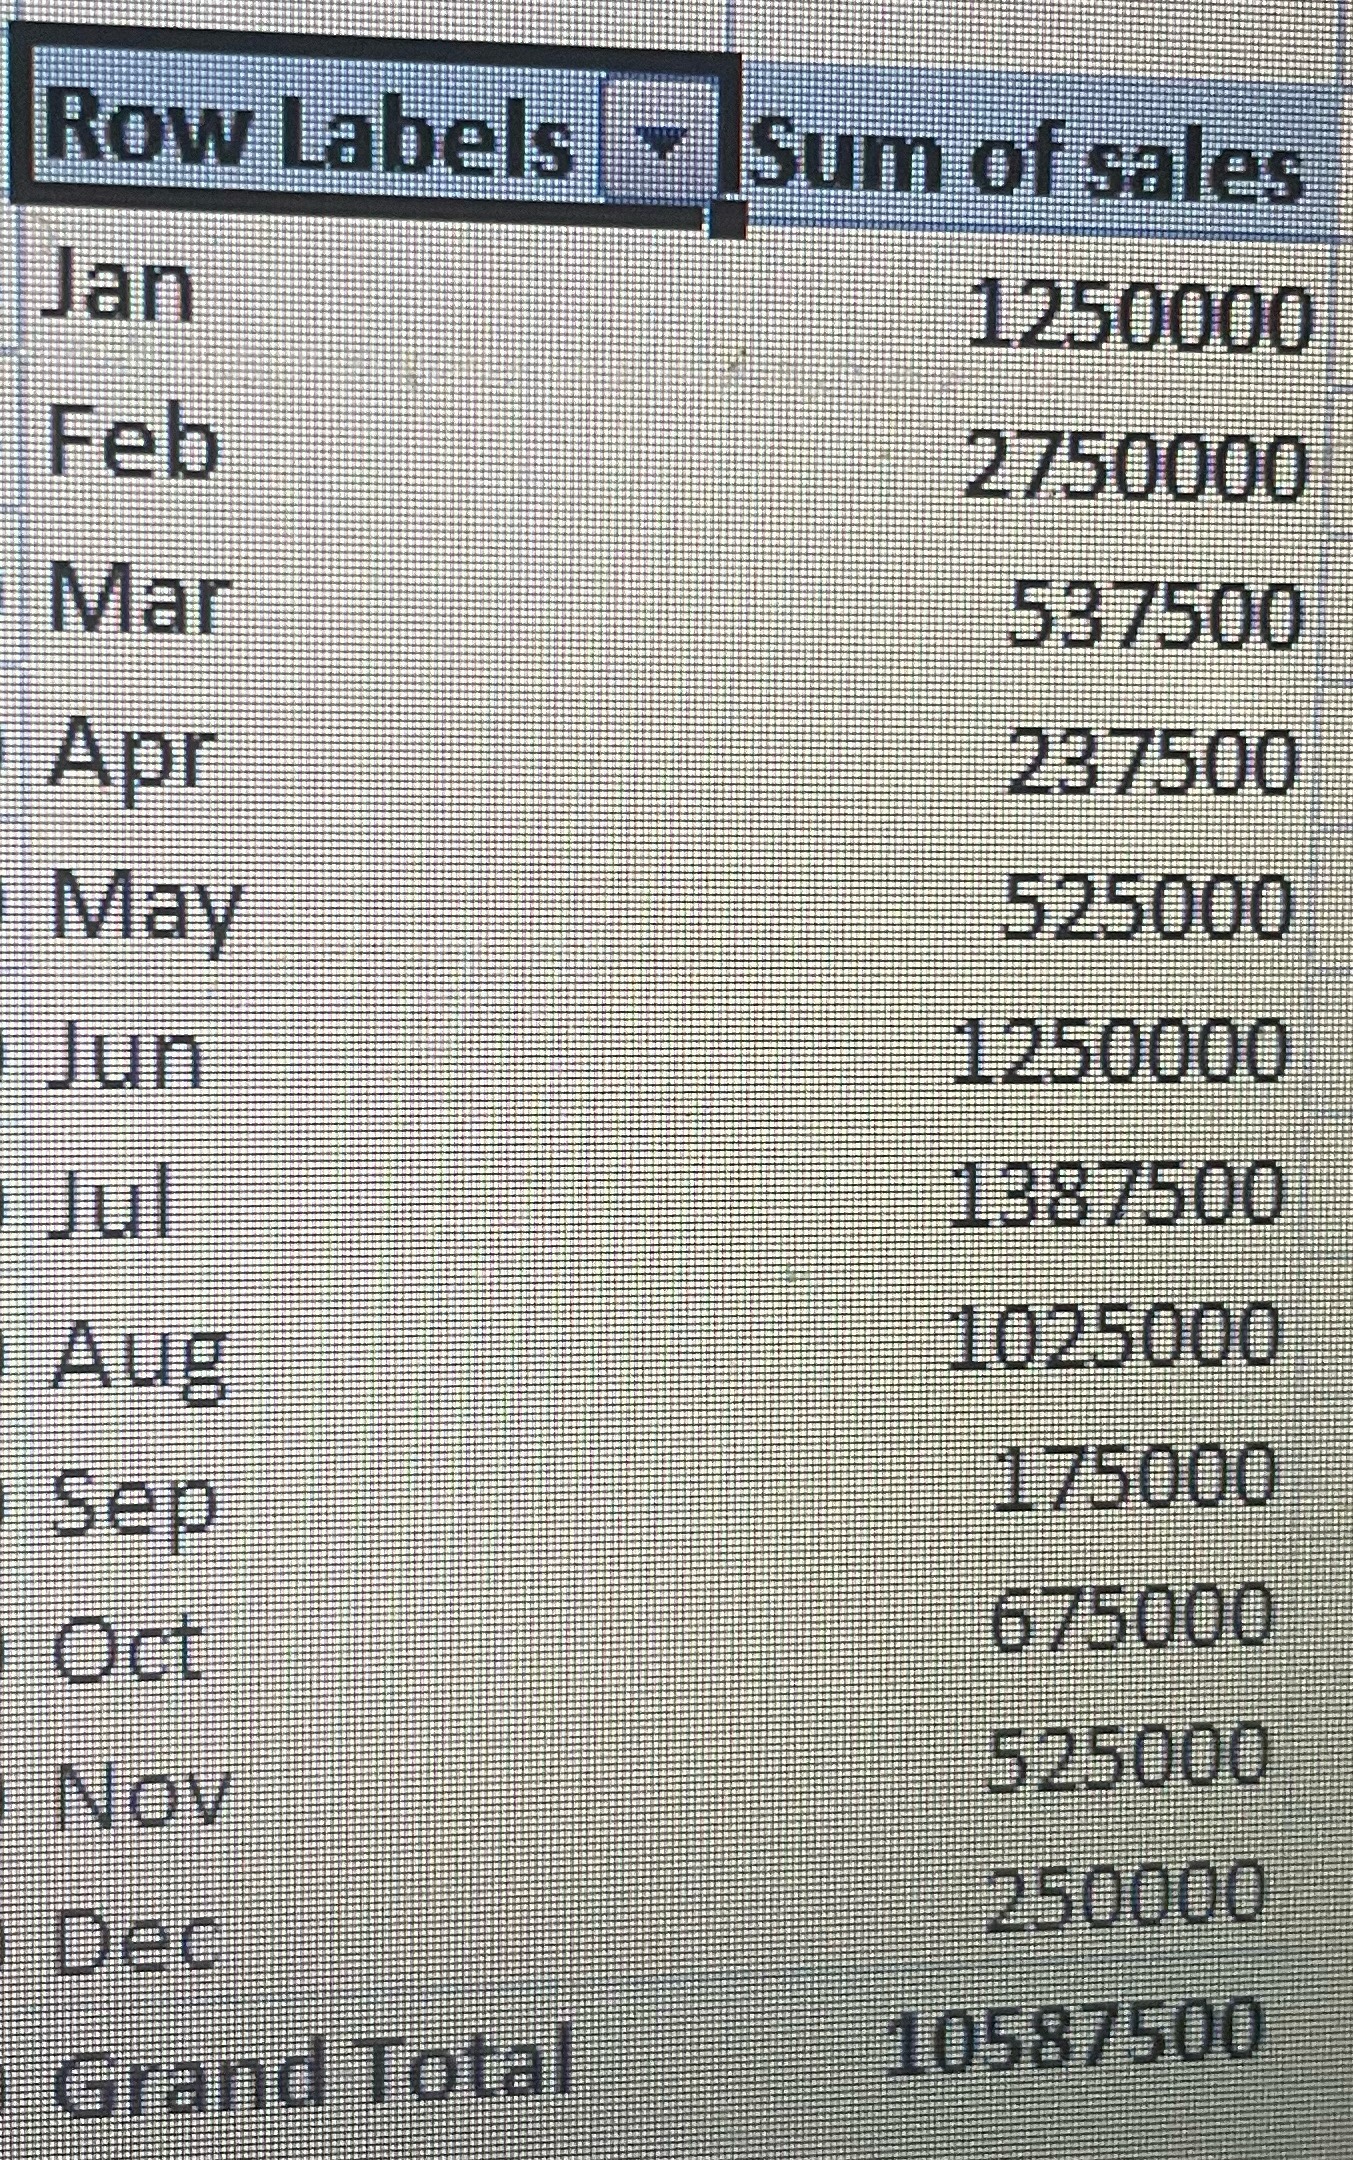 Row Labels Sum of sales
Jan 1250000
Feb 2750000
Mar 537500
Apr 237500
May 525000
Jun 1250000
Jul 1387500
Aug 1025000
Sep 175000
Oct 675000
Nov 525000
Dec 250000
Grand Total 10587500